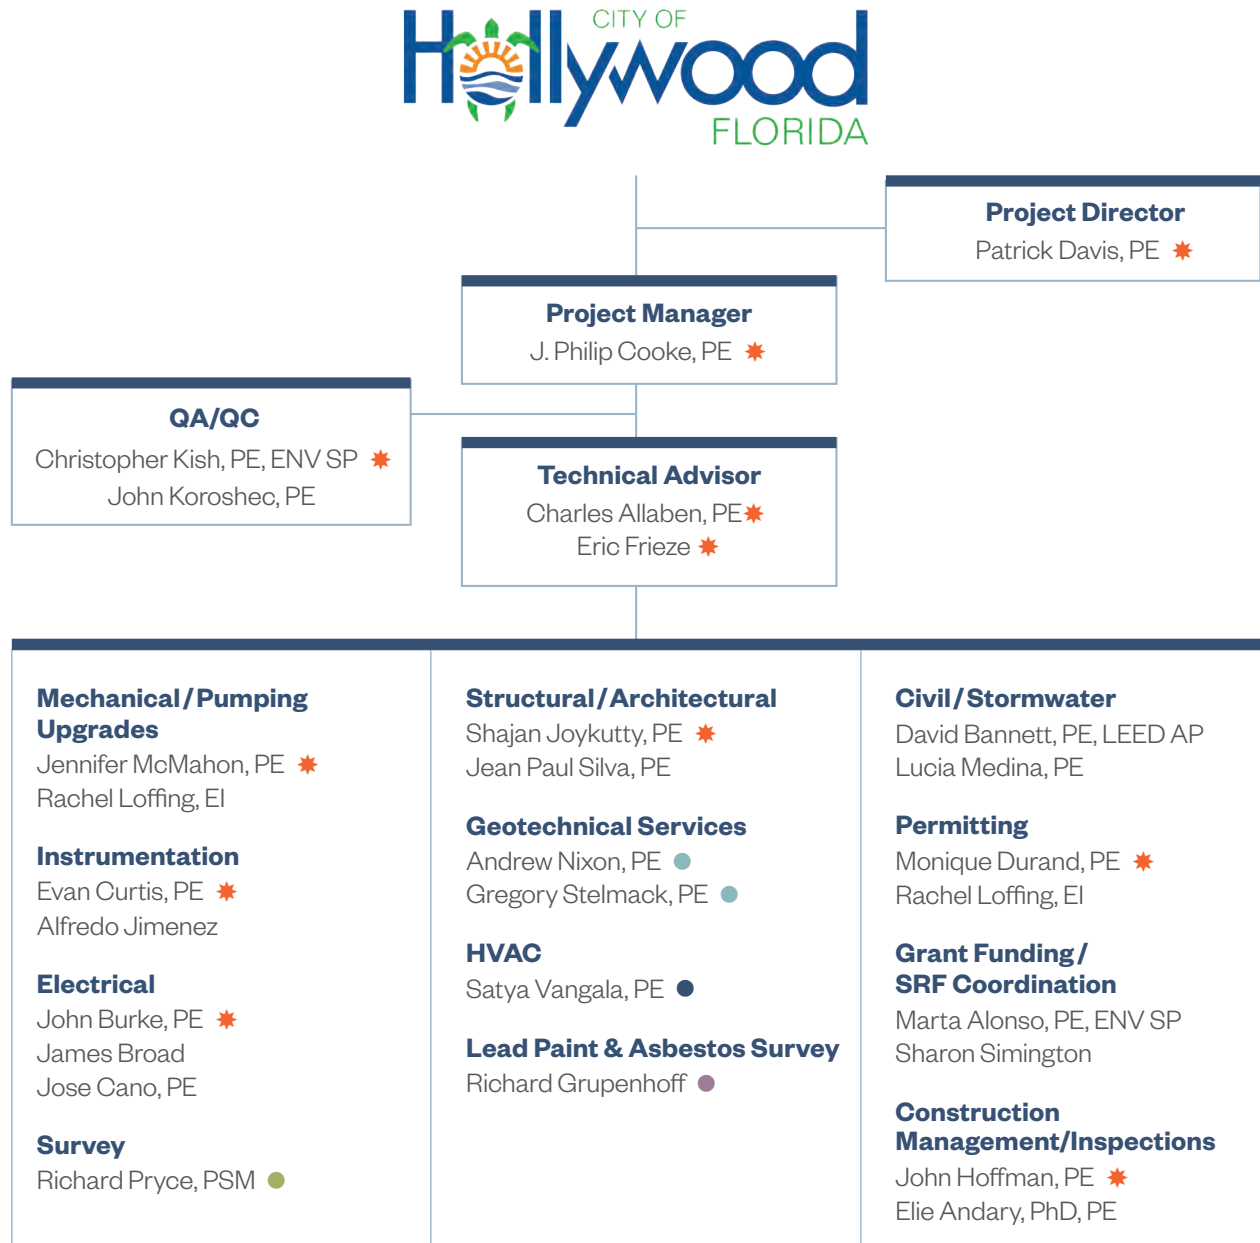 CITY OF
Hollywood
FLORIDA
Project Director
Patrick Davis, PE
Project Manager
J. Philip Cooke, PE
QA/QC
Christopher Kish, PE, ENV SP
John Koroshec, PE
Technical Advisor
Charles Allaben, PE
Eric Frieze
Mechanical/Pumping
Upgrades
Jennifer McMahon, PE
Rachel Loffing, EI
Instrumentation
Evan Curtis, PE
Alfredo Jimenez
Electrical
John Burke, PE
James Broad
Jose Cano, PE
Survey
Richard Pryce, PSM
Structural/Architectural
Shajan Joykutty, PE
Jean Paul Silva, PE
Geotechnical Services
Andrew Nixon, PE
Gregory Stelmack, PE
HVAC
Satya Vangala, PE
Lead Paint & Asbestos Survey
Richard Grupenhoff
Civil/Stormwater
David Bannett, PE, LEED AP
Lucia Medina, PE
Permitting
Monique Durand, PE
Rachel Loffing, EI
Grant Funding/
SRF Coordination
Marta Alonso, PE, ENV SP
Sharon Simington
Construction
Management/Inspections
John Hoffman, PE
Elie Andary, PhD, PE